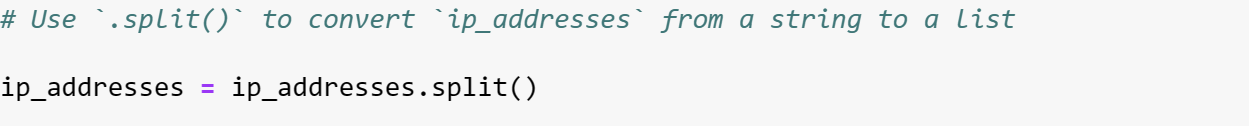 # Use `.split()` to convert `ip_addresses` from a string to a list
ip_addresses = ip_addresses.split()